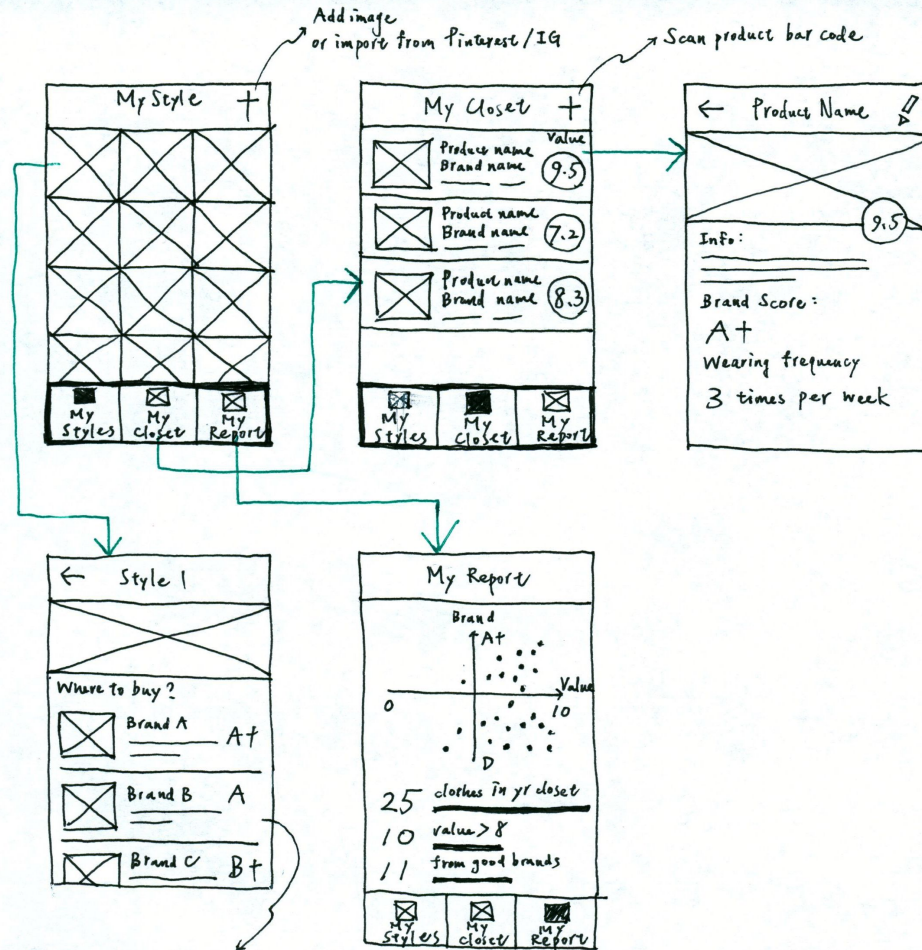 Add image
or import from Pinterest / IG
Scan product bar code
My Style +
My Closet +
Value
Product name
Brand name
9.5
Product name
Brand name
7.2
Product name
Brand name
8.3
My Styles
My Closet
My Report
My Styles
My Closet
My Report
← Product Name
9.5
Info:
Brand Score:
A+
Wearing frequency
3 times per week
← Style 1
Where to buy?
Brand A
A+
Brand B
A
Brand C
B+
My Report
Brand
A+
Value
0
10
D
25 clothes in yr closet
10 value > 8
11 from good brands
My Styles
My Closet
My Report